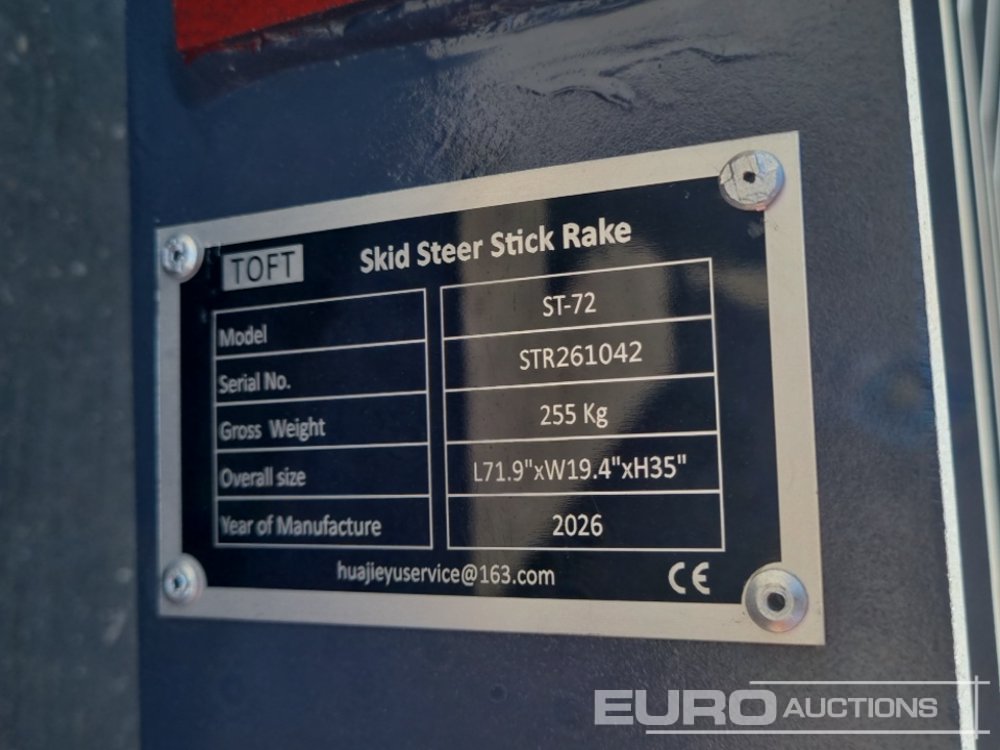 TOFT Skid Steer Stick Rake
Model ST-72
Serial No. STR261042
Gross Weight 255 Kg
Overall size L71.9"xW19.4"xH35"
Year of Manufacture 2026
huajieyuservice@163.com CE
EURO AUCTIONS